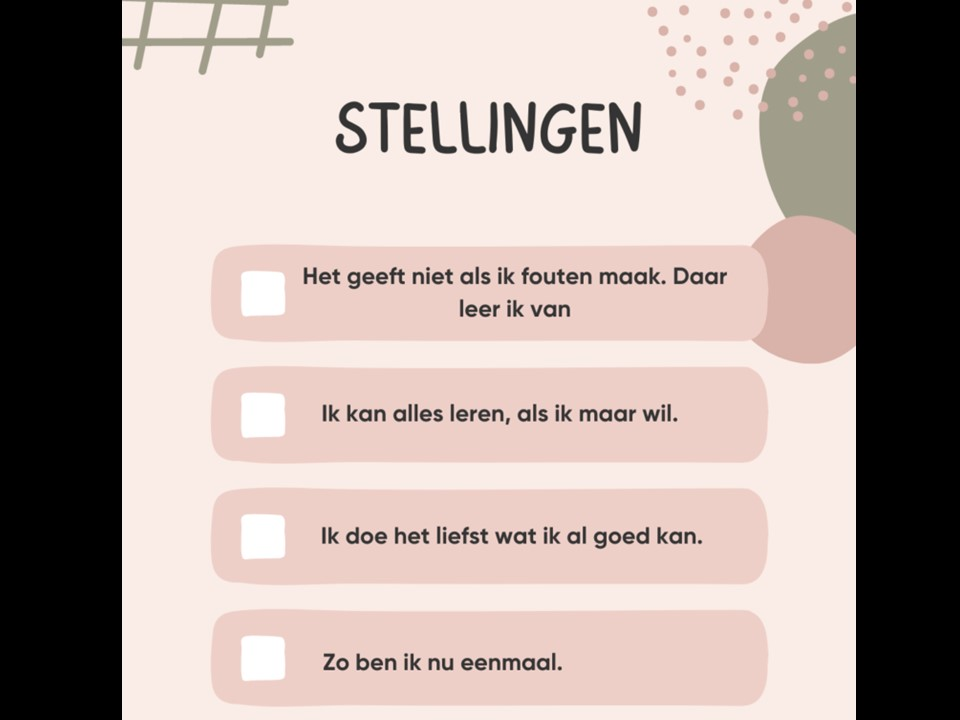 STELLINGEN
Het geeft niet als ik fouten maak. Daar
leer ik van
Ik kan alles leren, als ik maar wil.
Ik doe het liefst wat ik al goed kan.
Zo ben ik nu eenmaal.